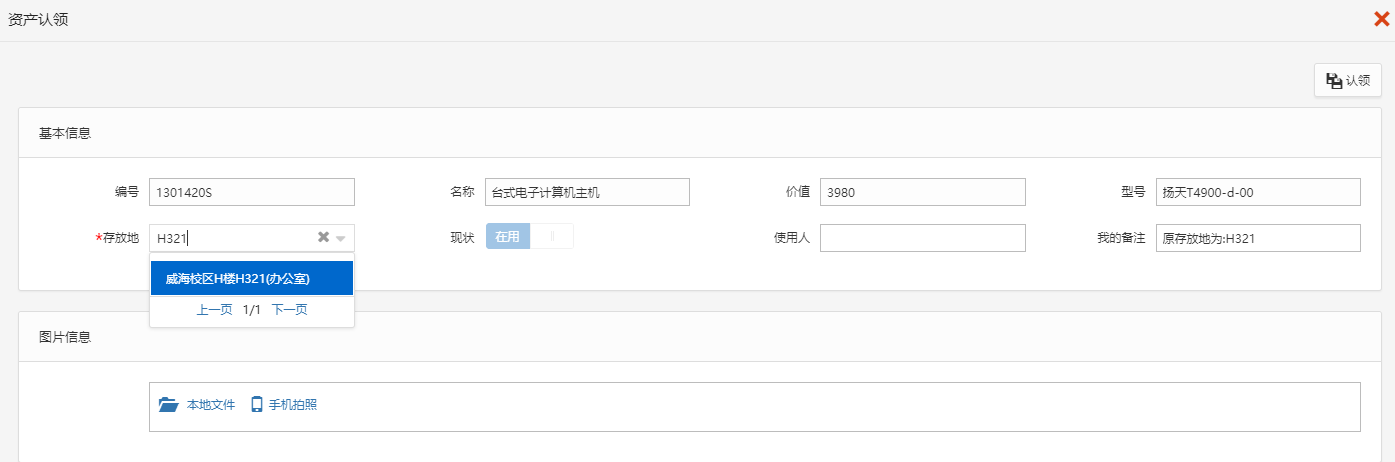 资产认领
认领
基本信息
编号 1301420S 名称 台式电子计算机主机 价值 3980 型号 扬天T4900-d-00
*存放地 H321 现状 在用 使用人 我的备注 原存放地为:H321
威海校区H楼H321(办公室)
上一页 1/1 下一页
图片信息
本地文件 手机拍照